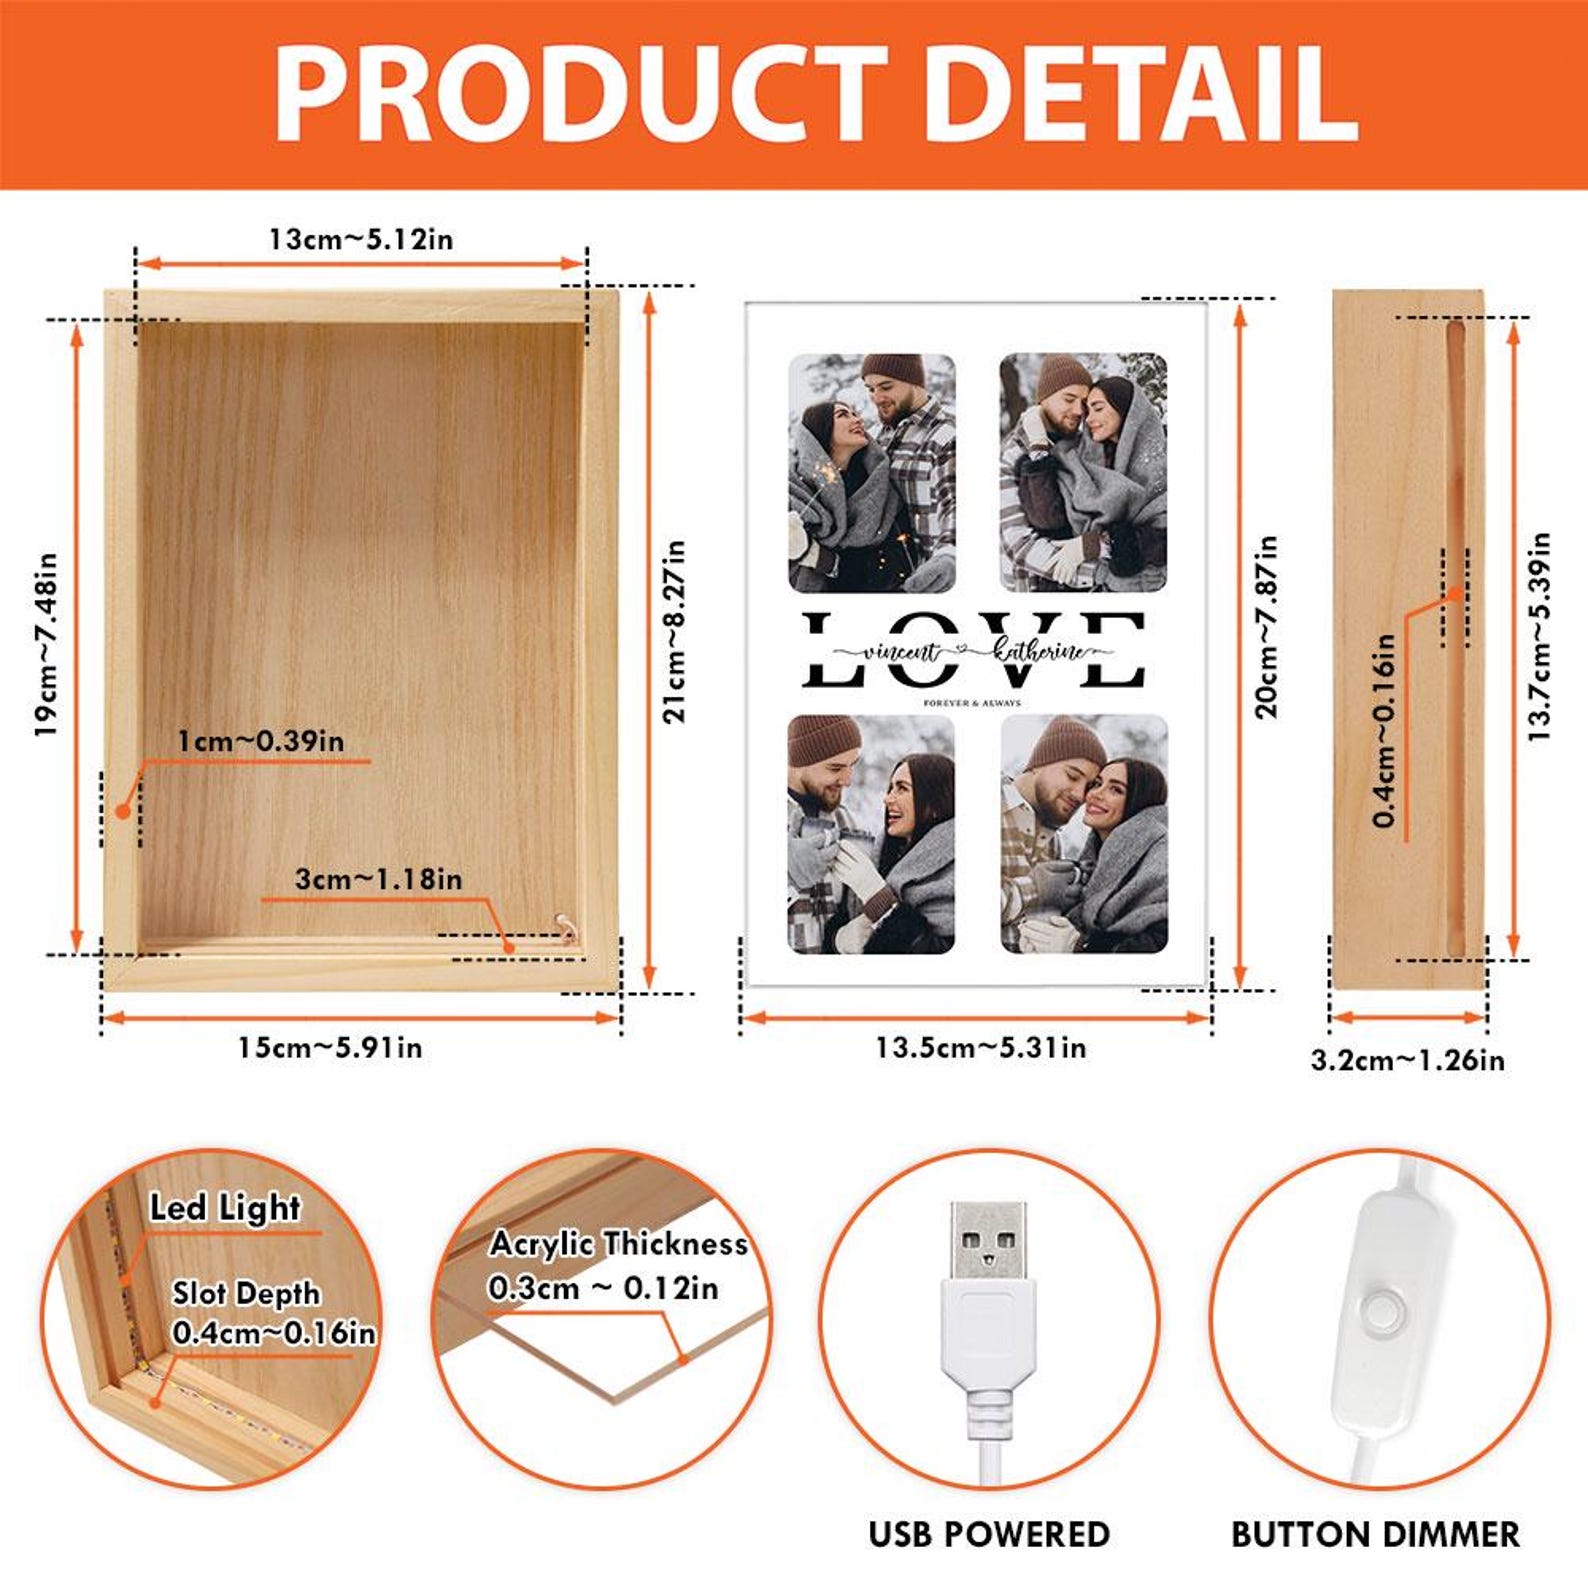 PRODUCT DETAIL
13cm~5.12in
19cm~7.48in
1cm~0.39in
3cm~1.18in
21cm~8.27in
15cm~5.91in
LOVE
vincent katherine
FOREVER & ALWAYS
20cm~7.87in
13.5cm~5.31in
0.4cm~0.16in
13.7cm~5.39in
3.2cm~1.26in
Led Light
Slot Depth
0.4cm~0.16in
Acrylic Thickness
0.3cm ~ 0.12in
USB POWERED
BUTTON DIMMER